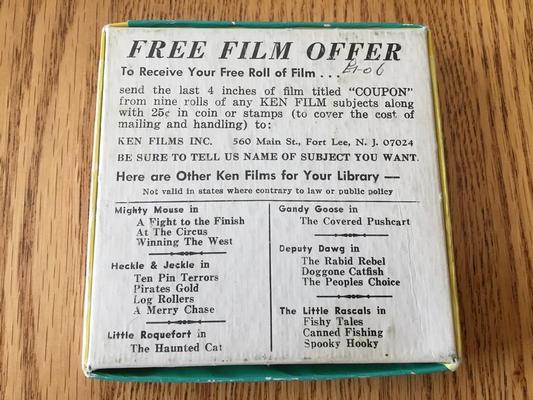 FREE FILM OFFER
To Receive Your Free Roll of Film . . .
send the last 4 inches of film titled "COUPON"
from nine rolls of any KEN FILM subjects along
with 25c in coin or stamps (to cover the cost of
mailing and handling) to:
KEN FILMS INC. 560 Main St., Fort Lee, N. J. 07024
BE SURE TO TELL US NAME OF SUBJECT YOU WANT.
Here are Other Ken Films for Your Library —
Not valid in states where contrary to law or public policy
Mighty Mouse in
A Fight to the Finish
At The Circus
Winning The West
Heckle & Jeckle in
Ten Pin Terrors
Pirates Gold
Log Rollers
A Merry Chase
Little Roquefort in
The Haunted Cat
Gandy Goose in
The Covered Pushcart
Deputy Dawg in
The Rabid Rebel
Doggone Catfish
The Peoples Choice
The Little Rascals in
Fishy Tales
Canned Fishing
Spooky Hooky